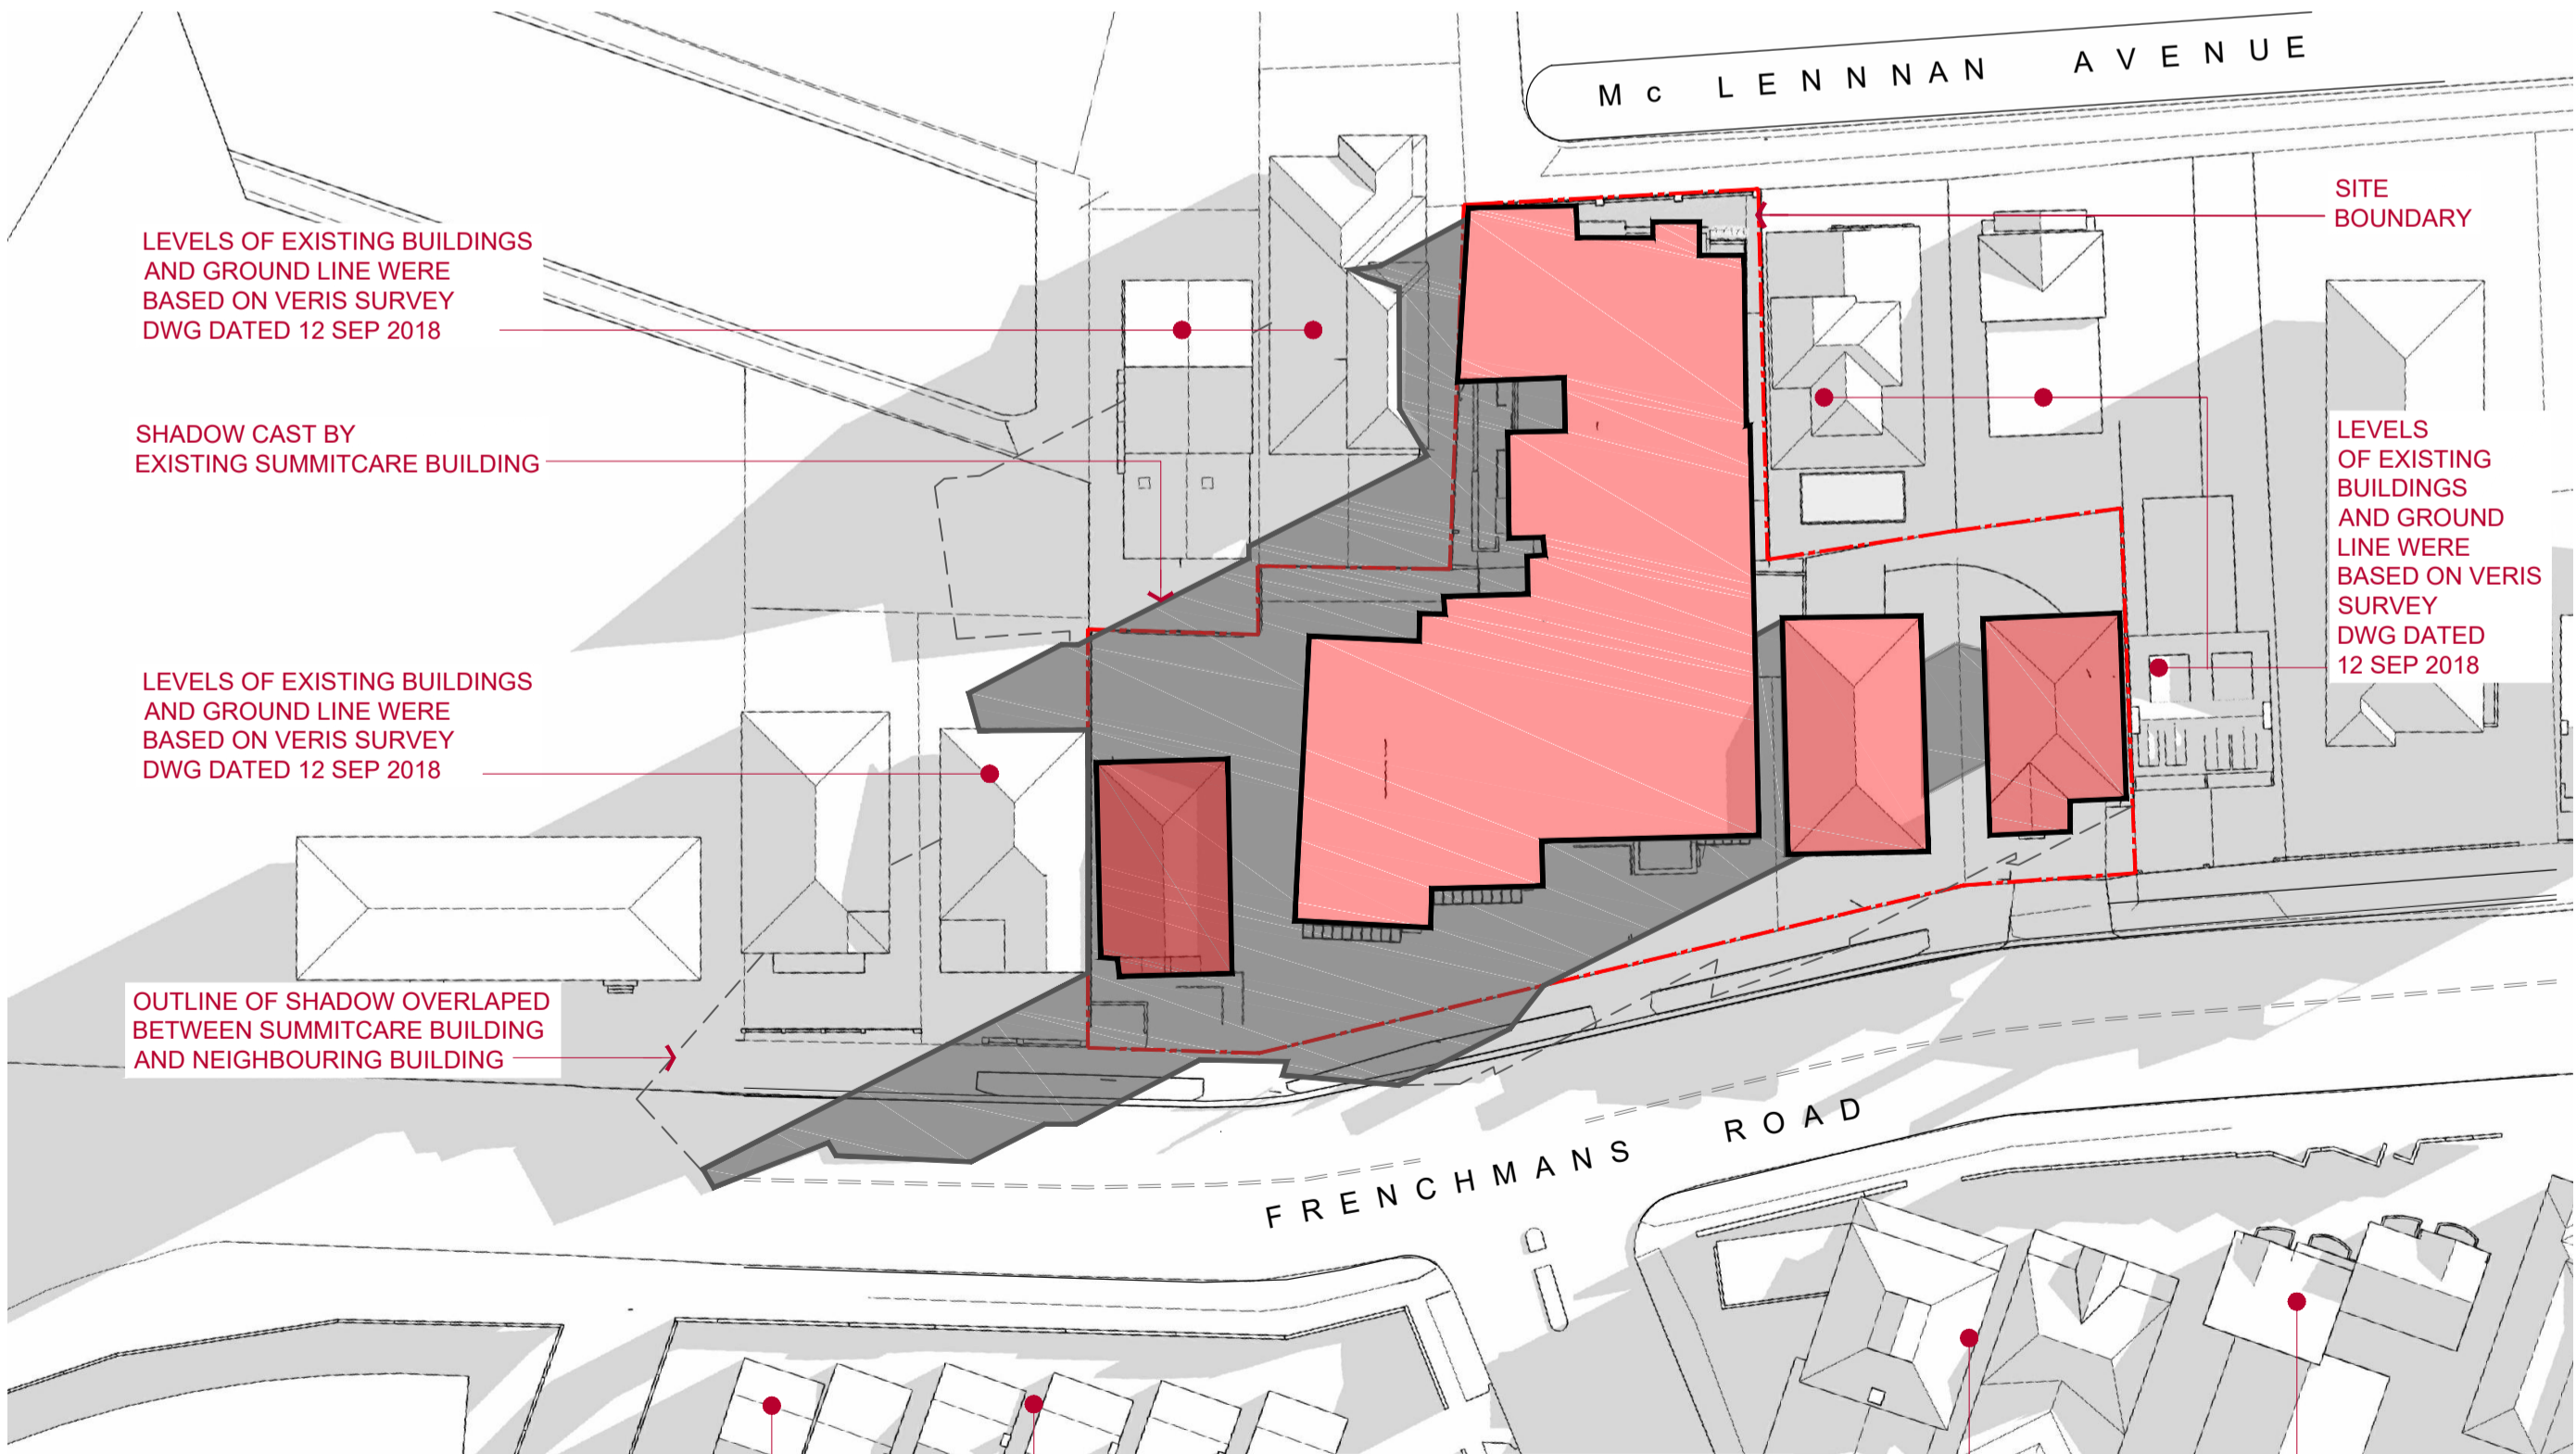 Mc LENNNAN AVENUE
SITE
BOUNDARY
LEVELS OF EXISTING BUILDINGS
AND GROUND LINE WERE
BASED ON VERIS SURVEY
DWG DATED 12 SEP 2018
SHADOW CAST BY
EXISTING SUMMITCARE BUILDING
LEVELS
OF EXISTING
BUILDINGS
AND GROUND
LINE WERE
BASED ON VERIS
SURVEY
DWG DATED
12 SEP 2018
LEVELS OF EXISTING BUILDINGS
AND GROUND LINE WERE
BASED ON VERIS SURVEY
DWG DATED 12 SEP 2018
OUTLINE OF SHADOW OVERLAPED
BETWEEN SUMMITCARE BUILDING
AND NEIGHBOURING BUILDING
FRENCHMANS ROAD